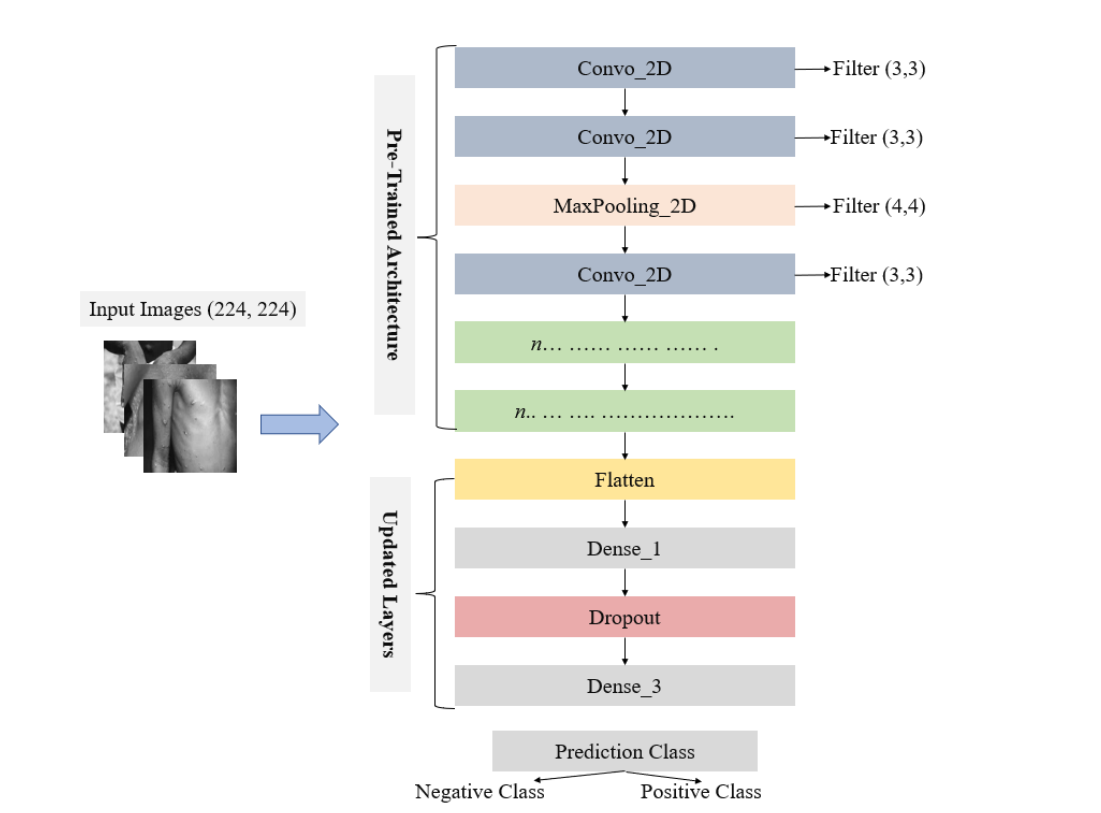 Convo_2D
Filter (3,3)
Convo_2D
Filter (3,3)
MaxPooling_2D
Filter (4,4)
Convo_2D
Filter (3,3)
n... ...... ...... ...... .
n.. ... .... ....................
Pre-Trained Architecture
Input Images (224, 224)
Flatten
Dense_1
Dropout
Dense_3
Updated Layers
Prediction Class
Negative Class
Positive Class